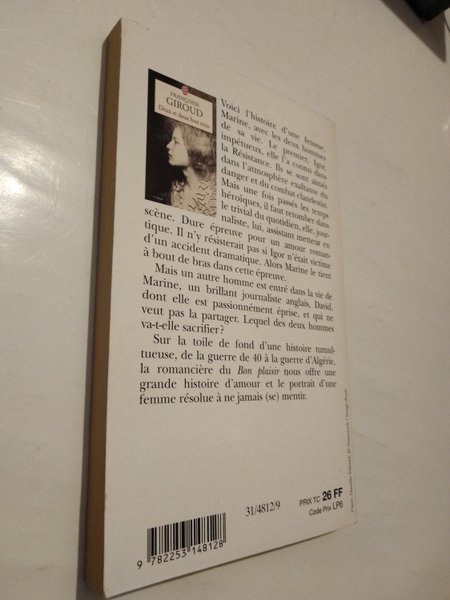 FRANÇOISE
GIROUD
Deux et deux font trois
Voici l'histoire d'une femme,
Marine, avec les deux hommes
de sa vie. Le premier, Igor,
impétueux, elle l'a connu dans
la Résistance. Ils se sont aimés
dans l'atmosphère exaltante du
danger et du combat clandestin.
Mais une fois passés les temps
héroïques, il faut retomber dans
le trivial du quotidien, elle, jour-
naliste, lui, assistant metteur en
scène. Dure épreuve pour un amour roman-
tique. Il n'y résisterait pas si Igor n'était victime
d'un accident dramatique. Alors Marine le tient
à bout de bras dans cette épreuve.
Mais un autre homme est entré dans la vie de
Marine, un brillant journaliste anglais, David,
dont elle est passionnément éprise, et qui ne
veut pas la partager. Lequel des deux hommes
va-t-elle sacrifier ?
Sur la toile de fond d'une histoire tumul-
tueuse, de la guerre de 40 à la guerre d'Algérie,
la romancière du Bon plaisir nous offre une
grande histoire d'amour et le portrait d'une
femme résolue à ne jamais (se) mentir.
31/4812/9
PRIX TC 26 FF
Code Prix LP6
9 782253 148128